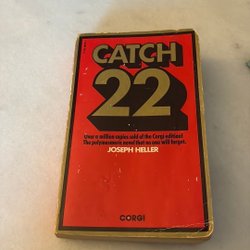 CATCH
22
Over a million copies sold of the Corgi edition!
The polyunsexate novel that no one will forget.
JOSEPH HELLER
CORGI